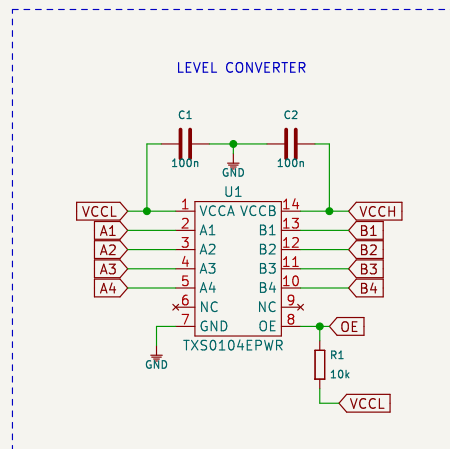 LEVEL CONVERTER
C1 C2
100n 100n
GND
U1
VCCL 1 VCCA VCCB 14 VCCH
A1 2 A1 B1 13 B1
A2 3 A2 B2 12 B2
A3 4 A3 B3 11 B3
A4 5 A4 B4 10 B4
6 NC NC 9
7 GND OE 8 OE
TXS0104EPWR
GND
R1
10k
VCCL